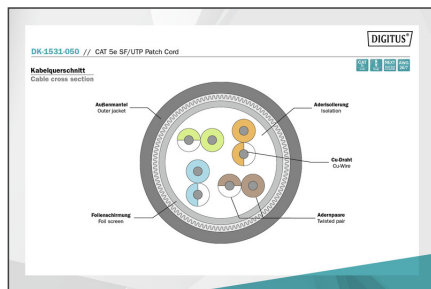 DIGITUS®
DK-1531-050 // CAT 5e SF/UTP Patch Cord
Kabelquerschnitt
Cable cross section
Außenmantel
Outer jacket
Aderisolierung
Isolation
Cu-Draht
Cu-Wire
Folienschirmung
Foil screen
Adernpaare
Twisted pair